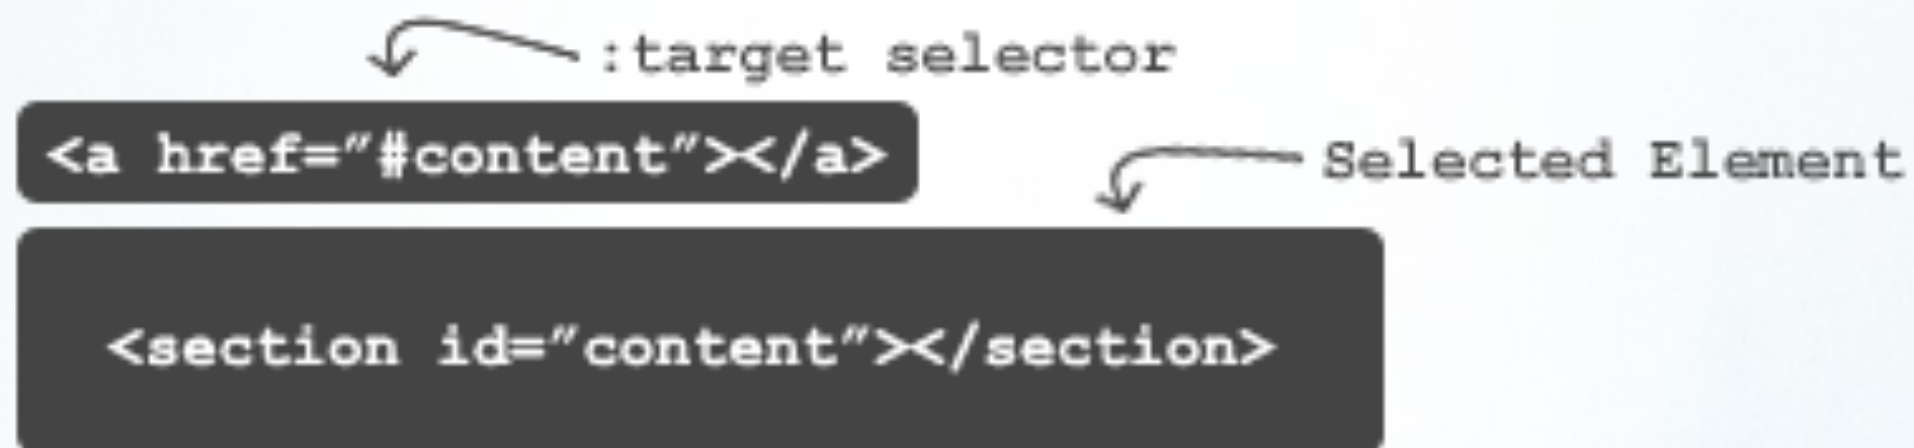 :target selector
<a href="#content"></a>
Selected Element
<section id="content"></section>